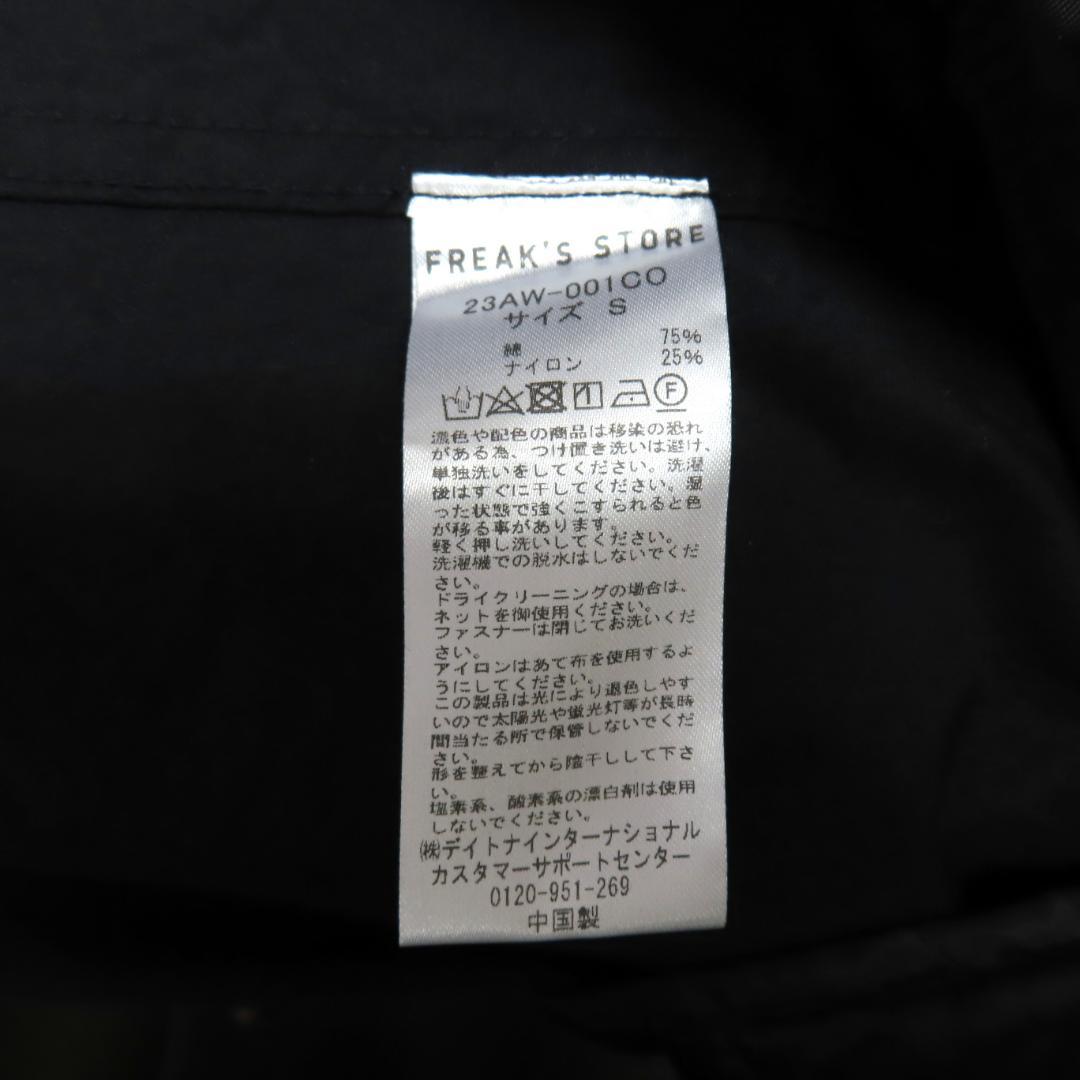 FREAK'S STORE
23AW-001CO
サイズ S
綿 75%
ナイロン 25%
F
濃色や配色の商品は移染の恐れ
がある為、つけ置き洗いは避け、
単独洗いをしてください。洗濯
後はすぐに干してください。湿
った状態で強くこすられると色
が移る事があります。
軽く押し洗いしてください。
洗濯機での脱水はしないでくだ
さい。
ドライクリーニングの場合は、
ネットを御使用ください。
ファスナーは閉じてお洗いくだ
さい。
アイロンはあて布を使用するよ
うにしてください。
この製品は光により退色しやす
いので太陽光や蛍光灯等が長時
間当たる所で保管しないでくだ
さい。
形を整えてから陰干しして下さ
い。
塩素系、酸素系の漂白剤は使用
しないでください。
㈱デイトナインターナショナル
カスタマーサポートセンター
0120-951-269
中国製